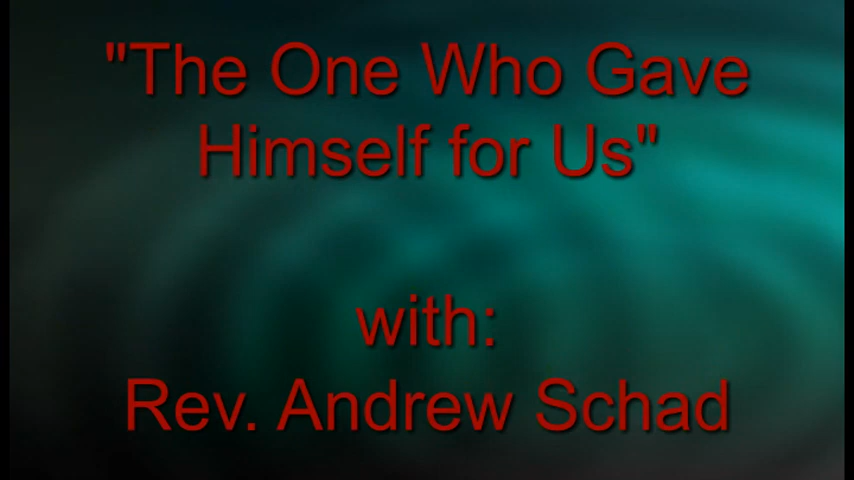 "The One Who Gave
Himself for Us"
with:
Rev. Andrew Schad